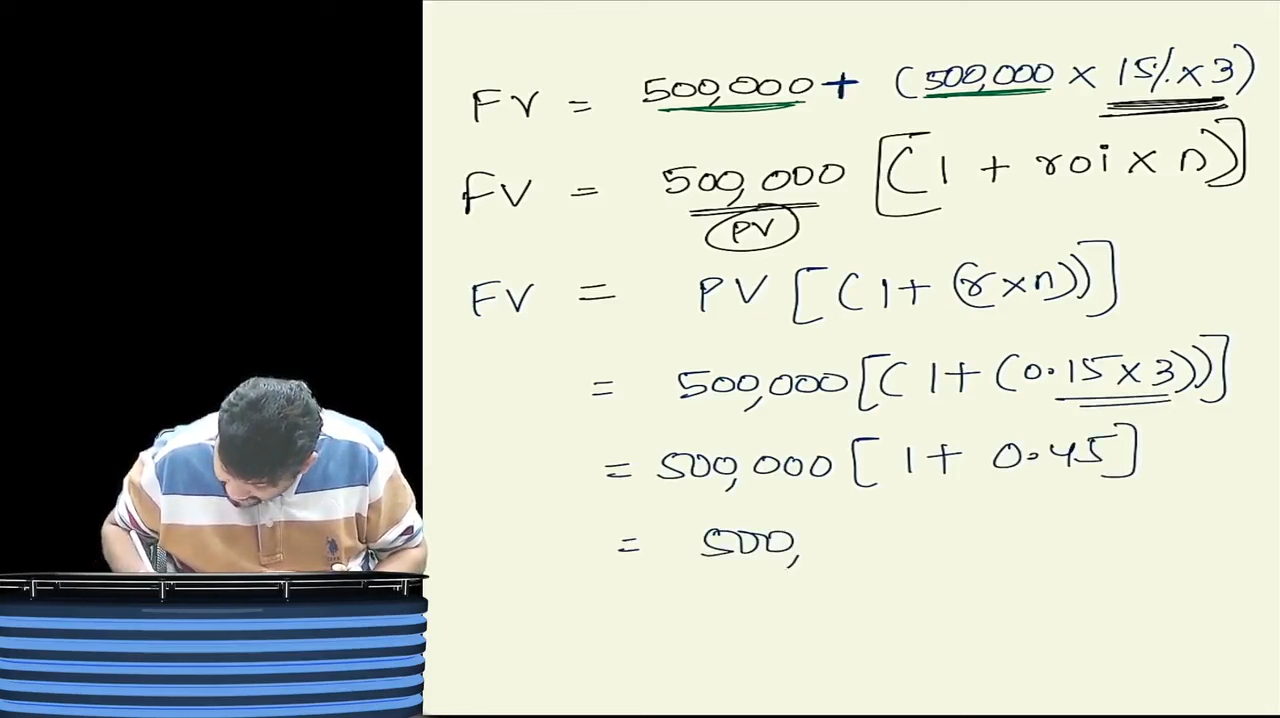 FV = 500,000 + (500,000 × 15% × 3)
FV = 500,000 [(1 + roi × n)]
PV
FV = PV [(1 + (r × n))]
= 500,000 [(1 + (0.15 × 3))]
= 500,000 [1 + 0.45]
= 500,